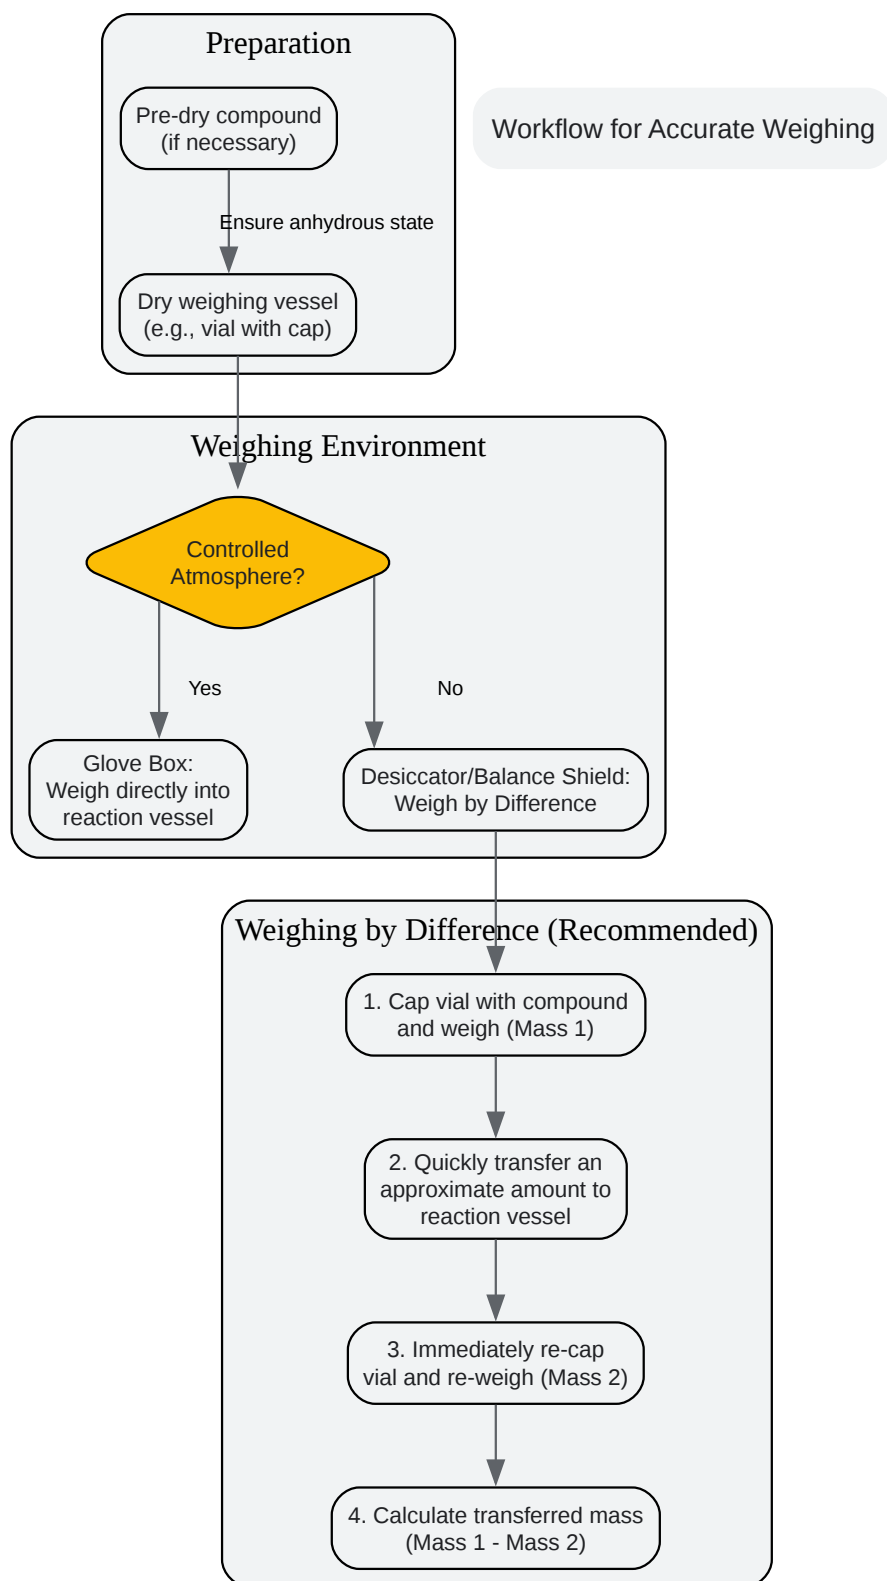 Preparation
Pre-dry compound
(if necessary)
Workflow for Accurate Weighing
Ensure anhydrous state
Dry weighing vessel
(e.g., vial with cap)
Weighing Environment
Controlled
Atmosphere?
Yes
No
Glove Box:
Weigh directly into
reaction vessel
Desiccator/Balance Shield:
Weigh by Difference
Weighing by Difference (Recommended)
1. Cap vial with compound
and weigh (Mass 1)
2. Quickly transfer an
approximate amount to
reaction vessel
3. Immediately re-cap
vial and re-weigh (Mass 2)
4. Calculate transferred mass
(Mass 1 - Mass 2)